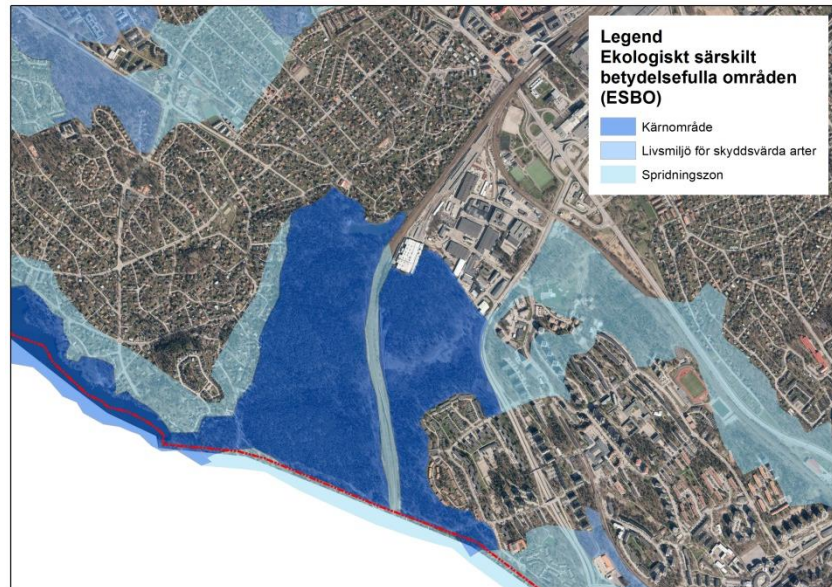 Legend
Ekologiskt särskilt
betydelsefulla områden
(ESBO)
Kärnområde
Livsmiljö för skyddsvärda arter
Spridningszon